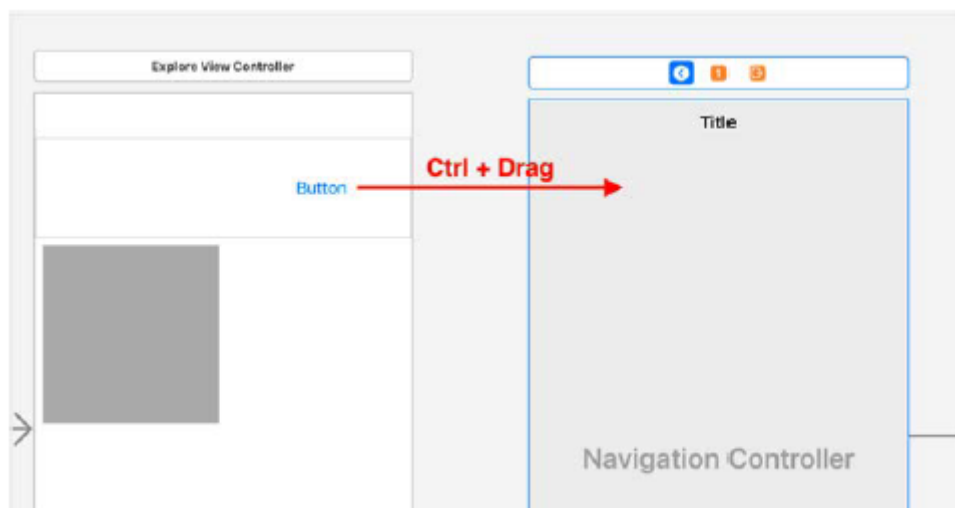 Explore View Controller
Title
Ctrl + Drag
Button
Navigation Controller